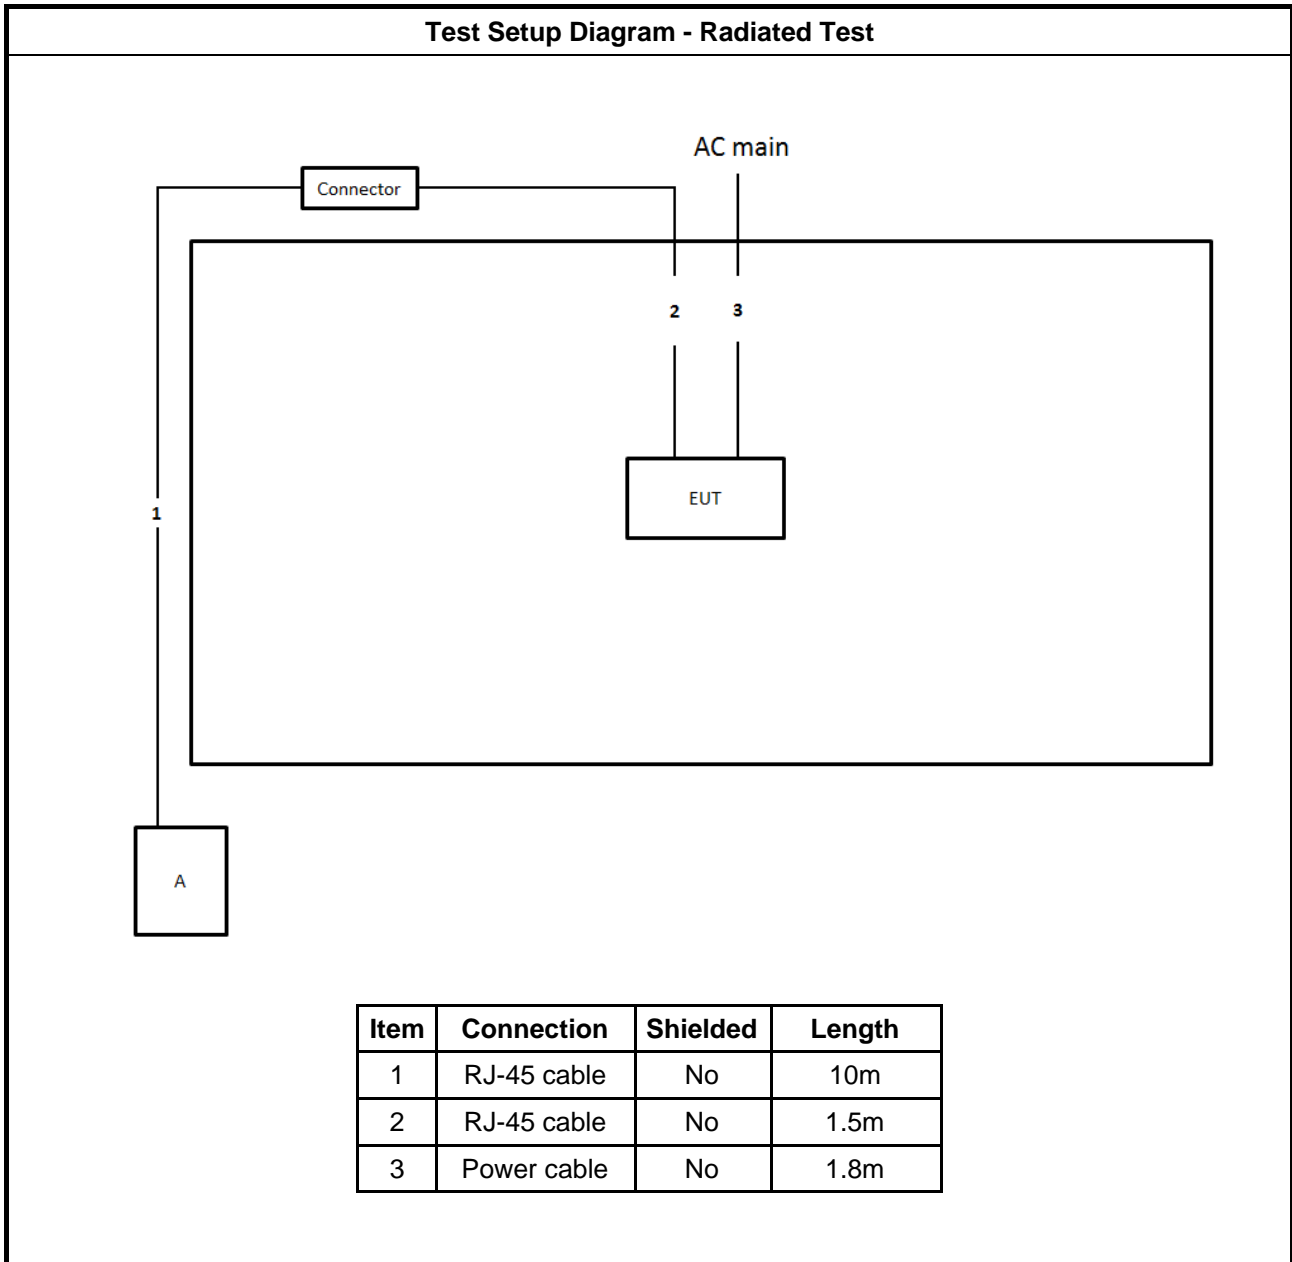 Test Setup Diagram - Radiated Test
AC main
Connector
2 3
EUT
1
A
Item Connection Shielded Length
1 RJ-45 cable No 10m
2 RJ-45 cable No 1.5m
3 Power cable No 1.8m